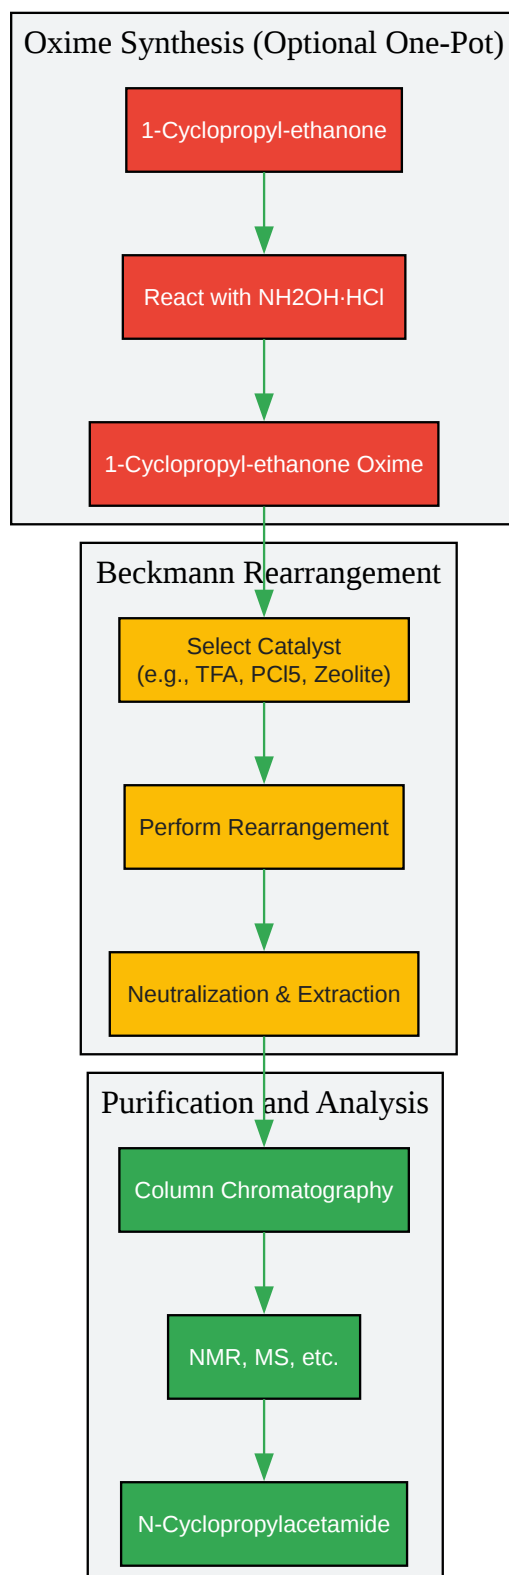 Oxime Synthesis (Optional One-Pot)
1-Cyclopropyl-ethanone
React with NH2OH·HCl
1-Cyclopropyl-ethanone Oxime
Beckmann Rearrangement
Select Catalyst
(e.g., TFA, PCl5, Zeolite)
Perform Rearrangement
Neutralization & Extraction
Purification and Analysis
Column Chromatography
NMR, MS, etc.
N-Cyclopropylacetamide